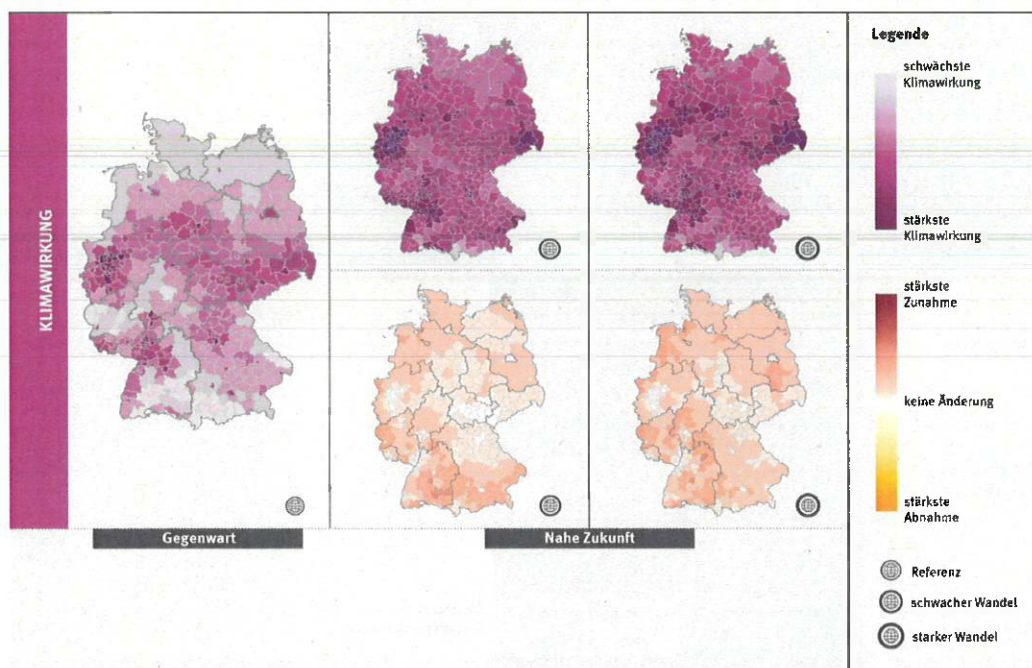 KLIMAWIRKUNG
Gegenwart
Nahe Zukunft
Legende
schwächste
Klimawirkung
stärkste
Klimawirkung
stärkste
Zunahme
keine Änderung
stärkste
Abnahme
Referenz
schwacher Wandel
starker Wandel